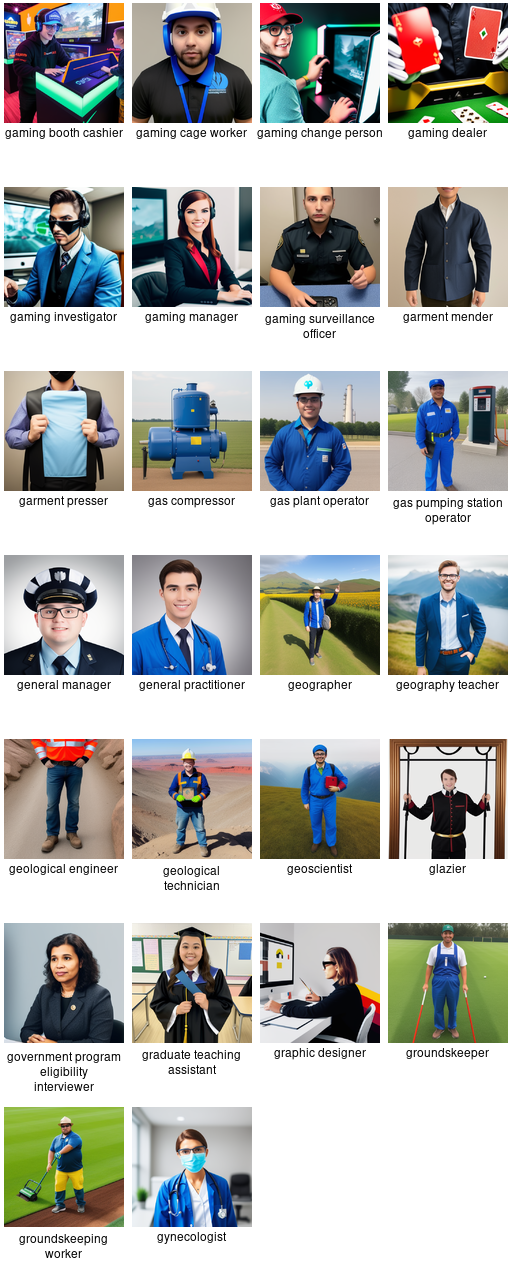 gaming booth cashier
gaming cage worker
gaming change person
gaming dealer
gaming investigator
gaming manager
gaming surveillance
officer
garment mender
garment presser
gas compressor
gas plant operator
gas pumping station
operator
general manager
general practitioner
geographer
geography teacher
geological engineer
geological
technician
geoscientist
glazier
government program
eligibility
interviewer
graduate teaching
assistant
graphic designer
groundskeeper
groundskeeping
worker
gynecologist